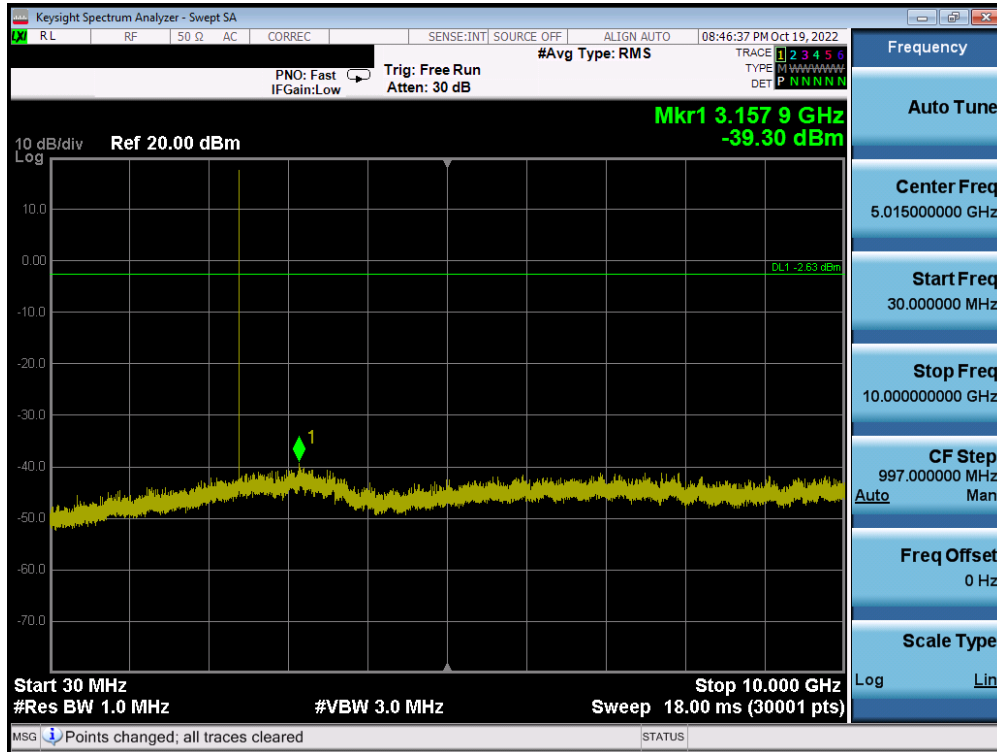 Keysight Spectrum Analyzer - Swept SA
LXI RL RF 50 Ω AC CORREC SENSE:INT SOURCE OFF ALIGN AUTO 08:46:37 PM Oct 19, 2022
#Avg Type: RMS TRACE 1 2 3 4 5 6
PNO: Fast Trig: Free Run TYPE M WWWWW
IFGain:Low Atten: 30 dB DET P N N N N N
Mkr1 3.157 9 GHz
-39.30 dBm
10 dB/div Ref 20.00 dBm
Log
10.0
0.00
DL1 -2.63 dBm
-10.0
-20.0
-30.0
1
-40.0
-50.0
-60.0
-70.0
Start 30 MHz Stop 10.000 GHz
#Res BW 1.0 MHz #VBW 3.0 MHz Sweep 18.00 ms (30001 pts)
MSG Points changed; all traces cleared STATUS
Frequency
Auto Tune
Center Freq
5.015000000 GHz
Start Freq
30.000000 MHz
Stop Freq
10.000000000 GHz
CF Step
997.000000 MHz
Auto Man
Freq Offset
0 Hz
Scale Type
Log Lin